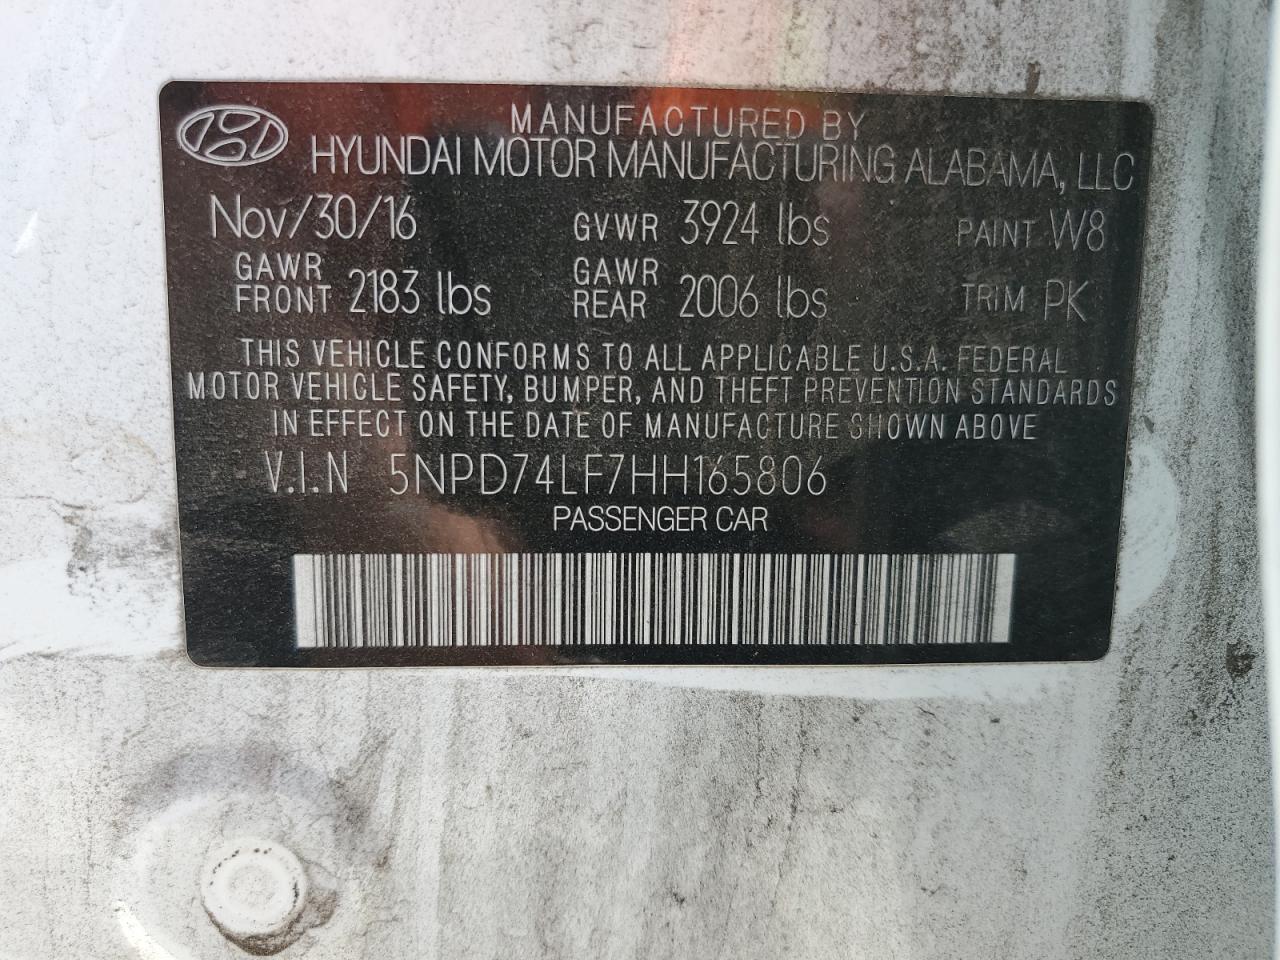 MANUFACTURED BY
HYUNDAI MOTOR MANUFACTURING ALABAMA, LLC
Nov/30/16 GVWR 3924 lbs PAINT W8
GAWR FRONT 2183 lbs GAWR REAR 2006 lbs TRIM PK
THIS VEHICLE CONFORMS TO ALL APPLICABLE U.S.A. FEDERAL
MOTOR VEHICLE SAFETY, BUMPER, AND THEFT PREVENTION STANDARDS
IN EFFECT ON THE DATE OF MANUFACTURE SHOWN ABOVE
V.I.N 5NPD74LF7HH165806
PASSENGER CAR